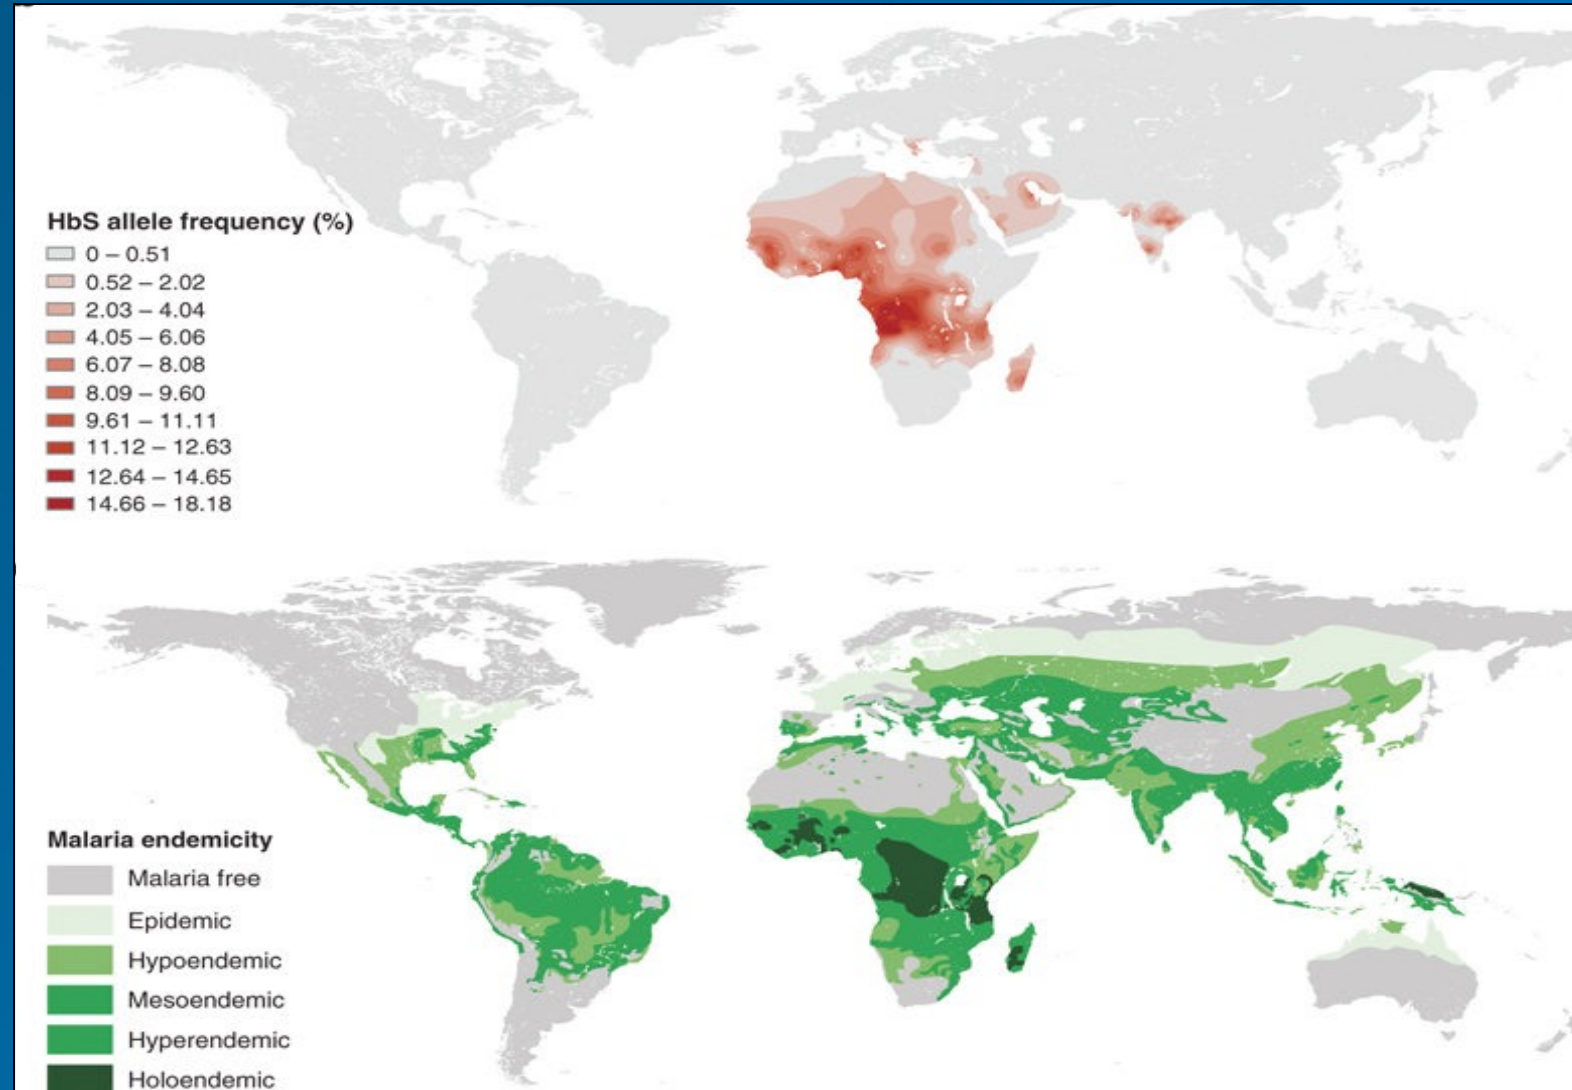 HbS allele frequency (%)
0 – 0.51
0.52 – 2.02
2.03 – 4.04
4.05 – 6.06
6.07 – 8.08
8.09 – 9.60
9.61 – 11.11
11.12 – 12.63
12.64 – 14.65
14.66 – 18.18
Malaria endemicity
Malaria free
Epidemic
Hypoendemic
Mesoendemic
Hyperendemic
Holoendemic